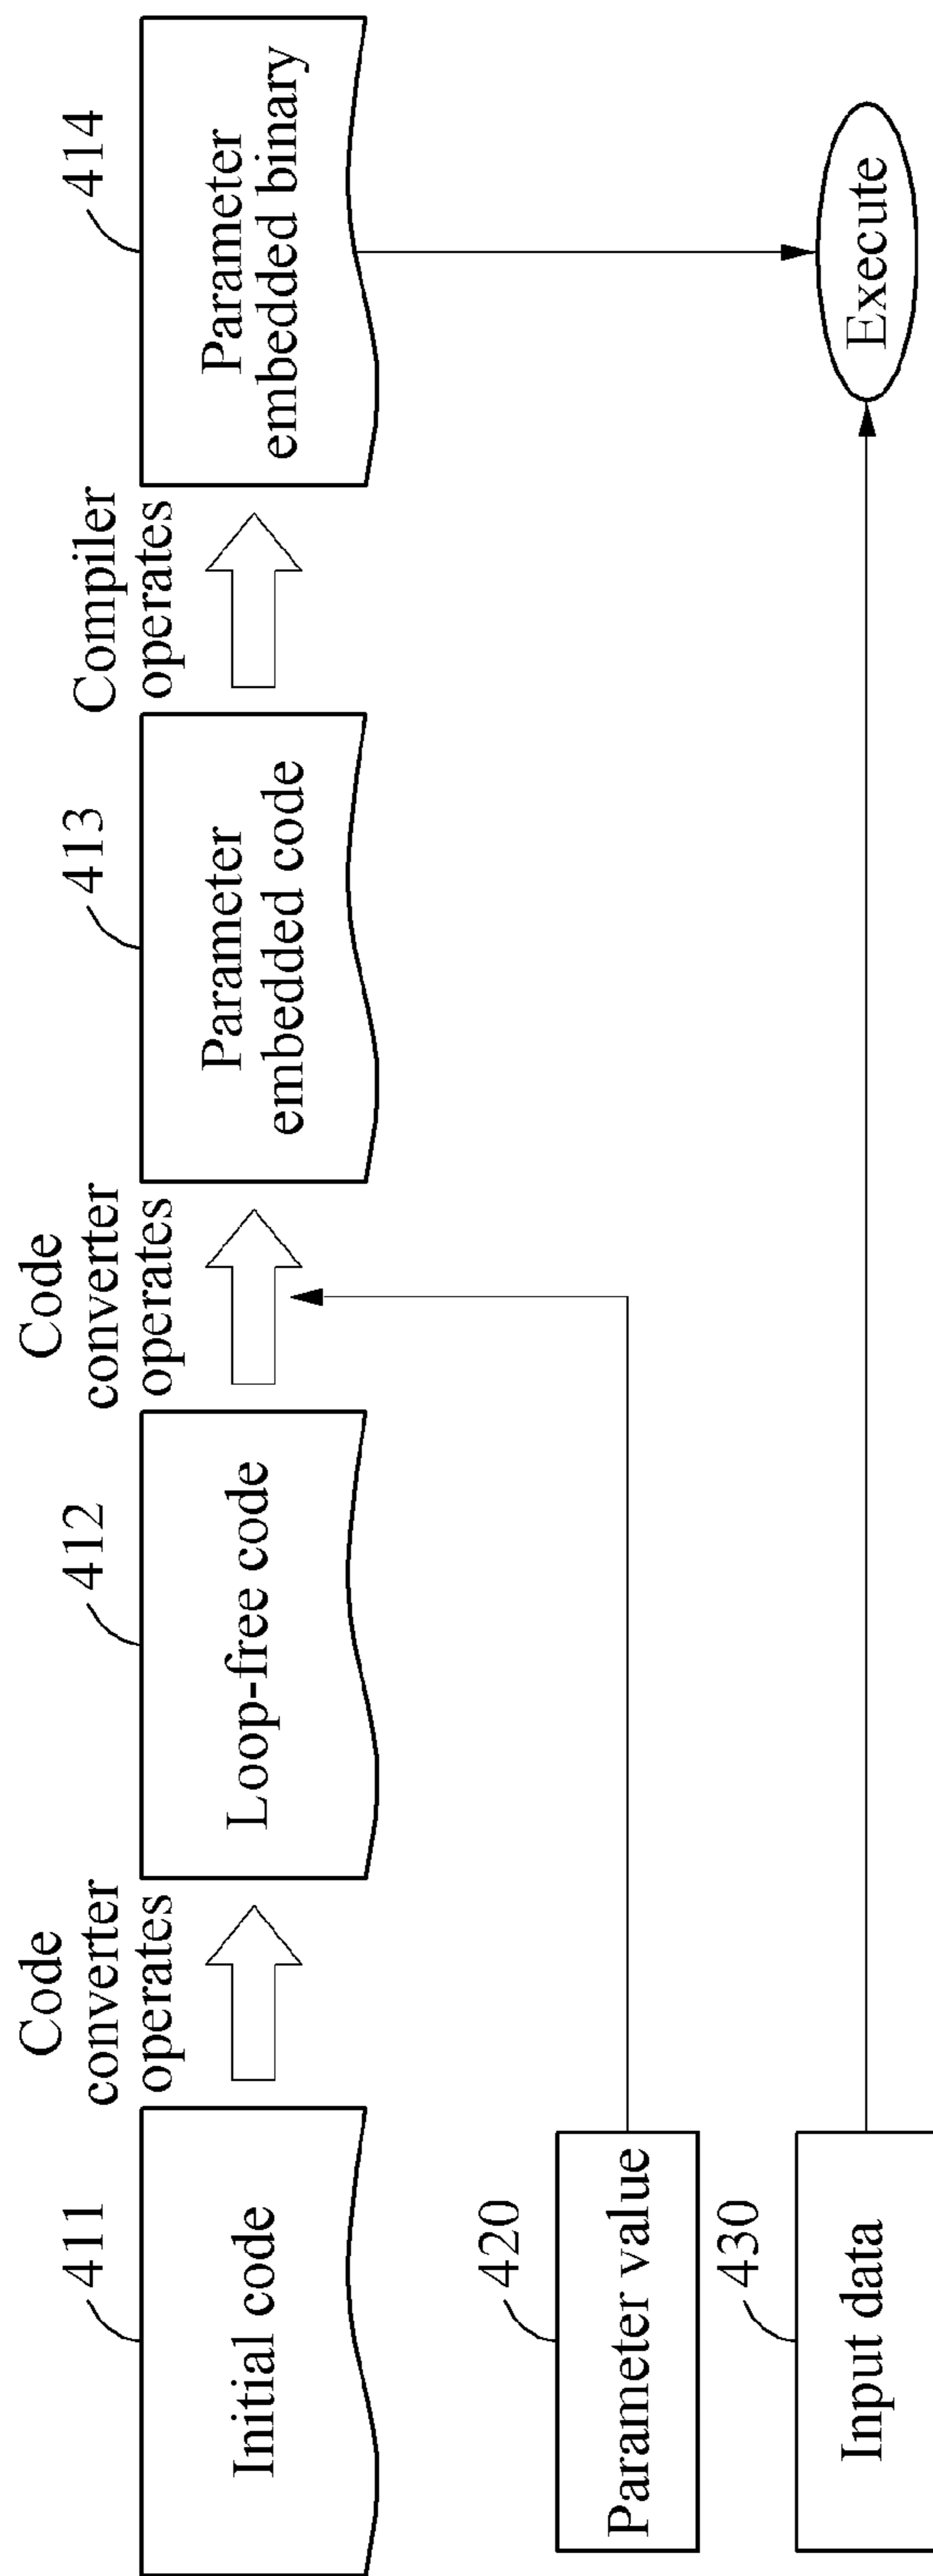 411
Initial code
Code
converter
operates
412
Loop-free code
Code
converter
operates
413
Parameter
embedded code
Compiler
operates
414
Parameter
embedded binary
420
Parameter value
430
Input data
Execute